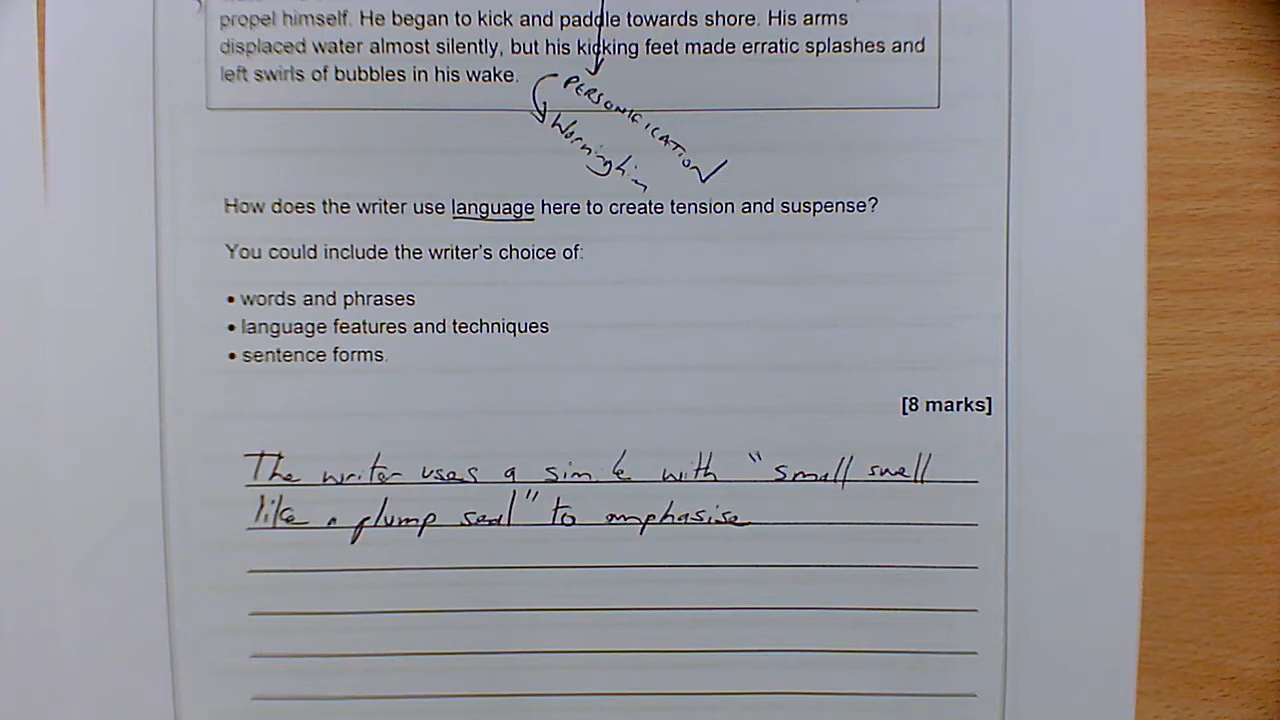 propel himself. He began to kick and paddle towards shore. His arms
displaced water almost silently, but his kicking feet made erratic splashes and
left swirls of bubbles in his wake.
PERSONIFICATION
Warning him
How does the writer use language here to create tension and suspense?
You could include the writer's choice of:
• words and phrases
• language features and techniques
• sentence forms.
[8 marks]
The writer uses a simile with "small swell
like a plump seal" to emphasise